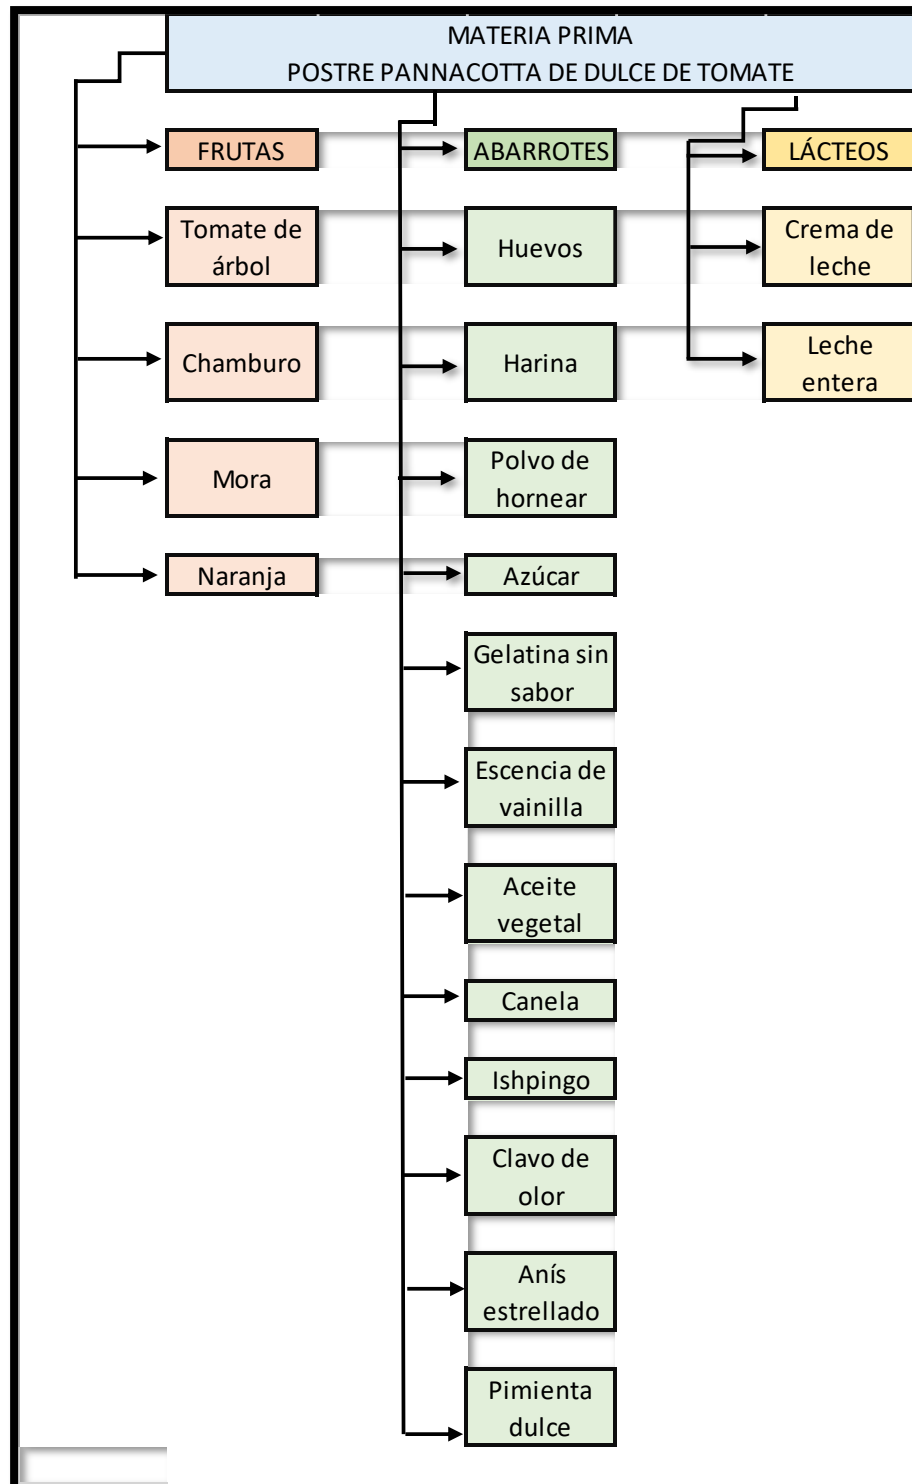 MATERIA PRIMA
POSTRE PANNACOTTA DE DULCE DE TOMATE
FRUTAS
ABARROTES
LÁCTEOS
Tomate de
árbol
Huevos
Crema de
leche
Chamburo
Harina
Leche
entera
Mora
Polvo de
hornear
Naranja
Azúcar
Gelatina sin
sabor
Escencia de
vainilla
Aceite
vegetal
Canela
Ishpingo
Clavo de
olor
Anís
estrellado
Pimienta
dulce